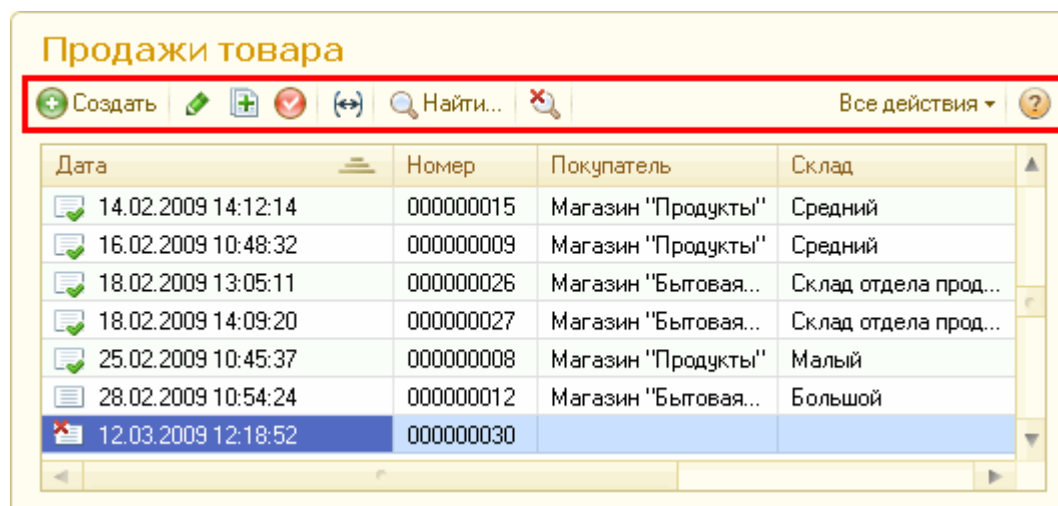 Продажи товара
Создать Найти... Все действия ?
Дата Номер Покупатель Склад
14.02.2009 14:12:14 000000015 Магазин "Продукты" Средний
16.02.2009 10:48:32 000000009 Магазин "Продукты" Средний
18.02.2009 13:05:11 000000026 Магазин "Бытовая... Склад отдела прод...
18.02.2009 14:09:20 000000027 Магазин "Бытовая... Склад отдела прод...
25.02.2009 10:45:37 000000008 Магазин "Продукты" Малый
28.02.2009 10:54:24 000000012 Магазин "Бытовая... Большой
12.03.2009 12:18:52 000000030